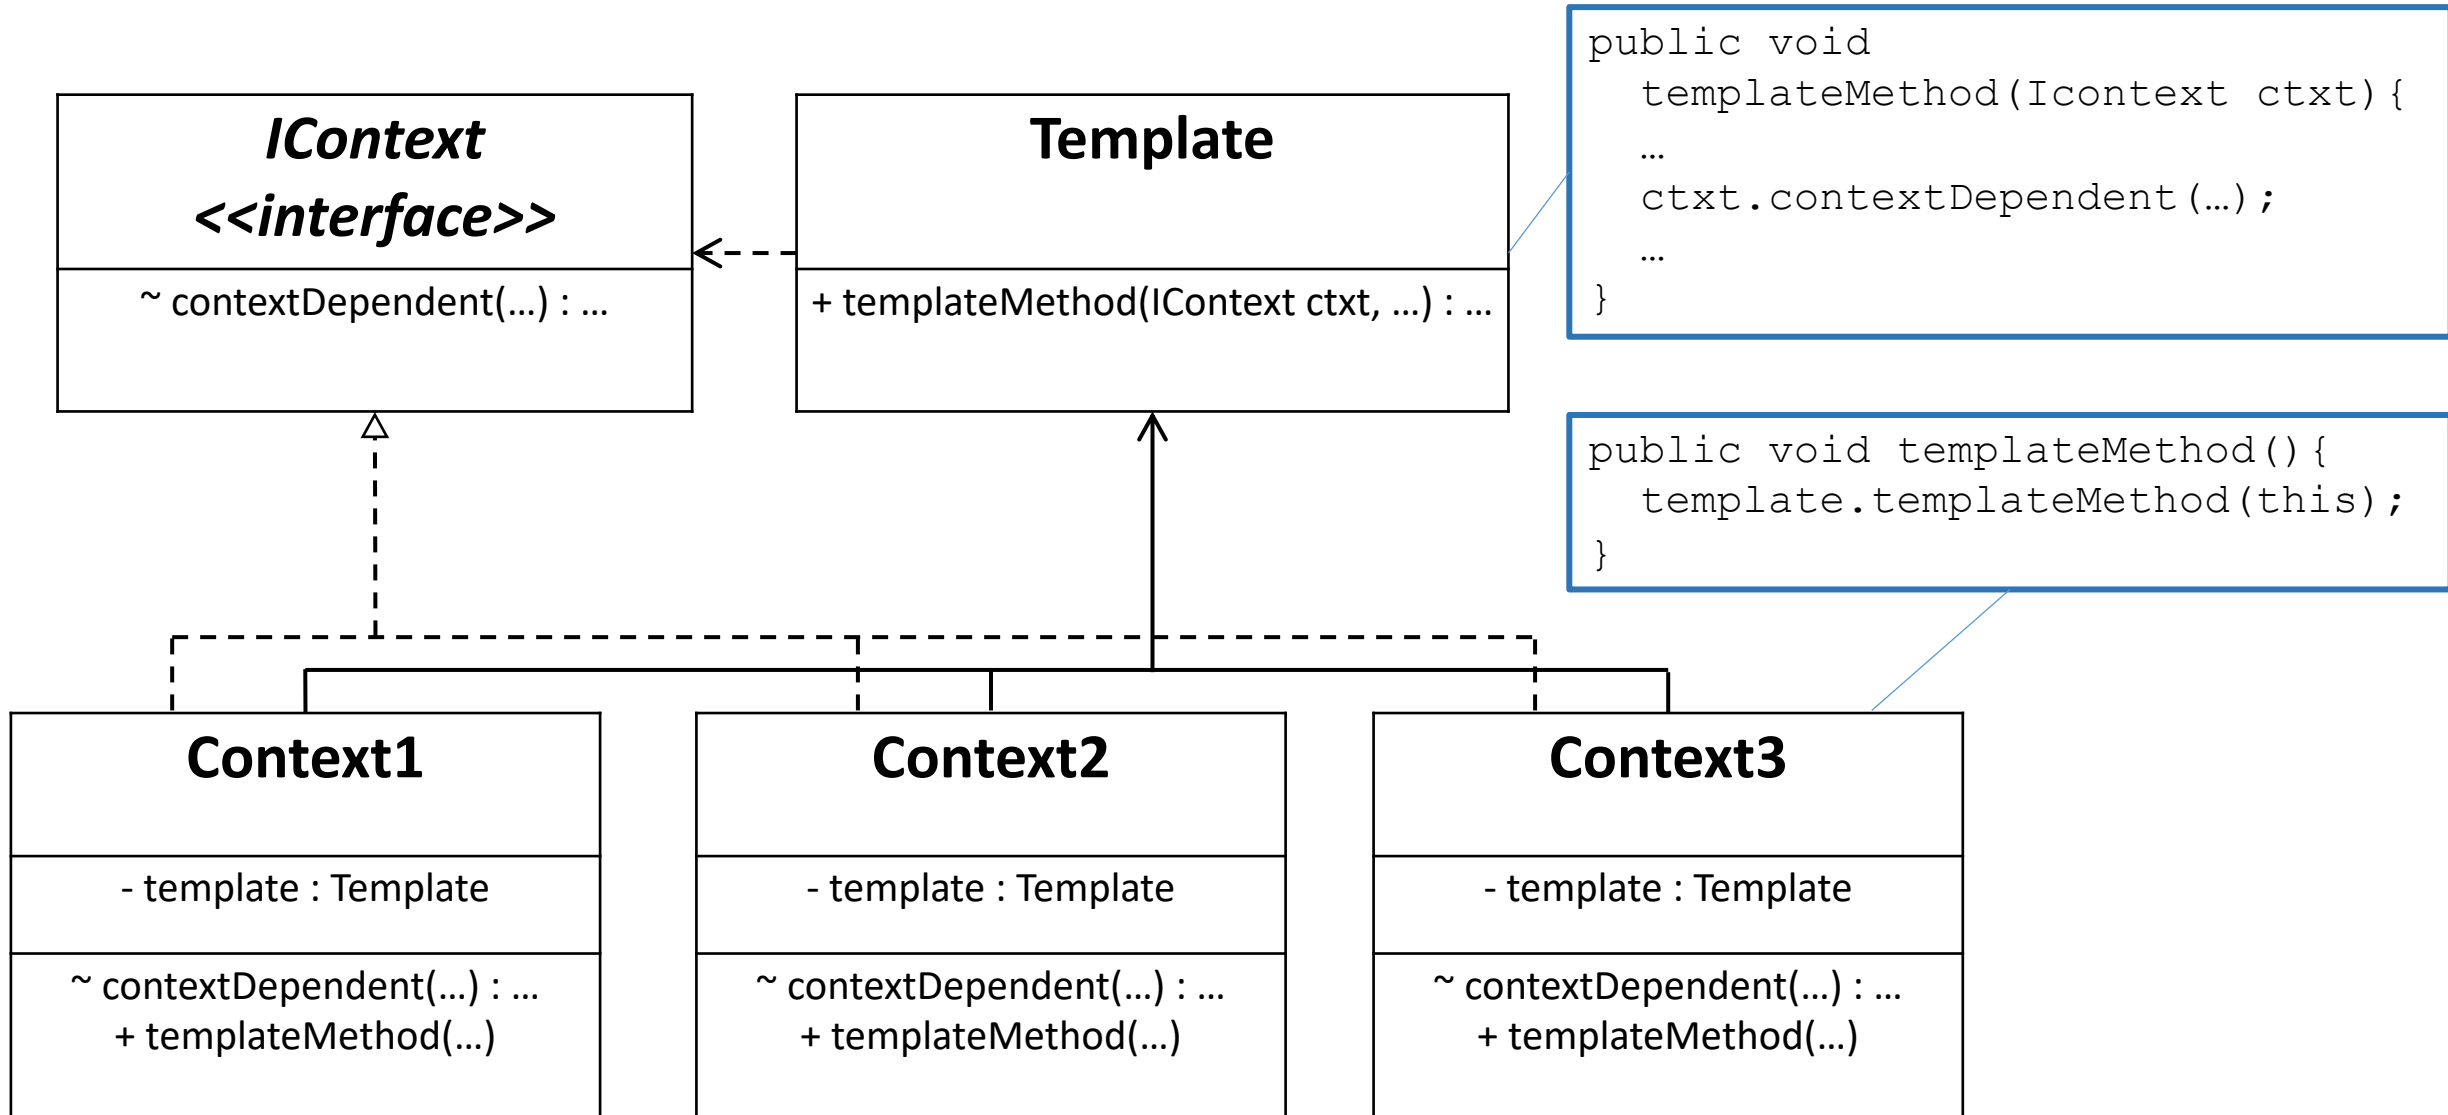 IContext
<<interface>>
~ contextDependent(…) : …
Template
+ templateMethod(IContext ctxt, …) : …
public void
templateMethod(Icontext ctxt){
…
ctxt.contextDependent(…);
…
}
public void templateMethod(){
template.templateMethod(this);
}
Context1
- template : Template
~ contextDependent(…) : …
+ templateMethod(…)
Context2
- template : Template
~ contextDependent(…) : …
+ templateMethod(…)
Context3
- template : Template
~ contextDependent(…) : …
+ templateMethod(…)